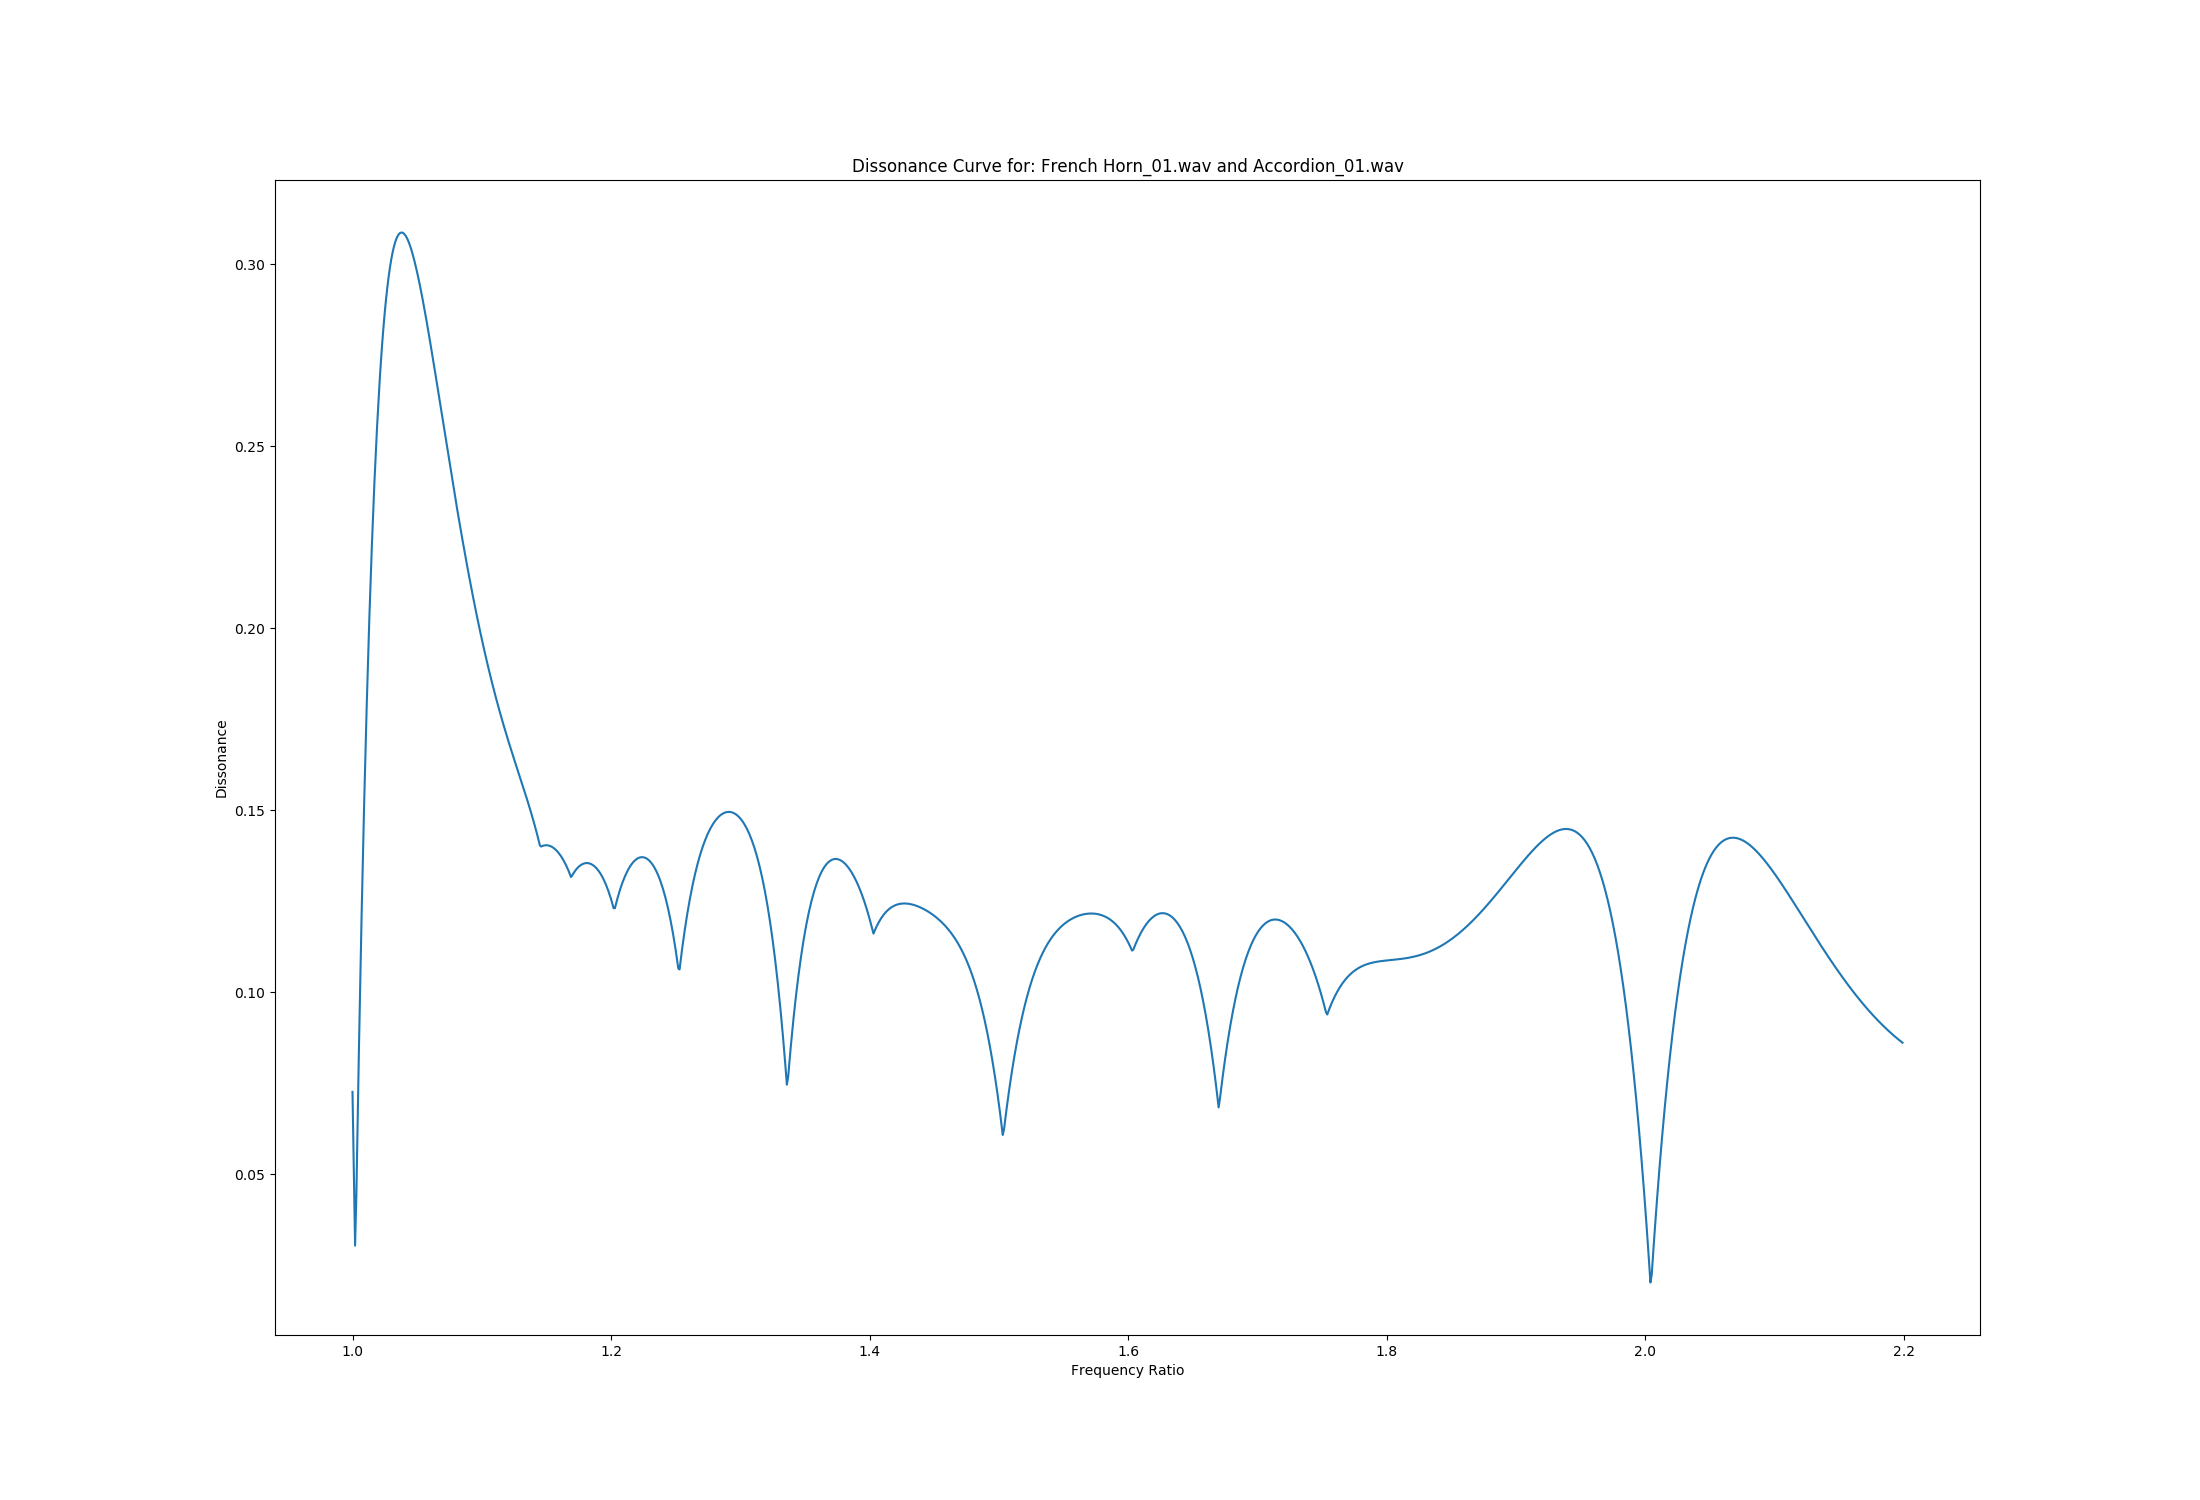 Dissonance Curve for: French Horn_01.wav and Accordion_01.wav
0.30
0.25
0.20
0.15
0.10
0.05
Dissonance
1.0 1.2 1.4 1.6 1.8 2.0 2.2
Frequency Ratio